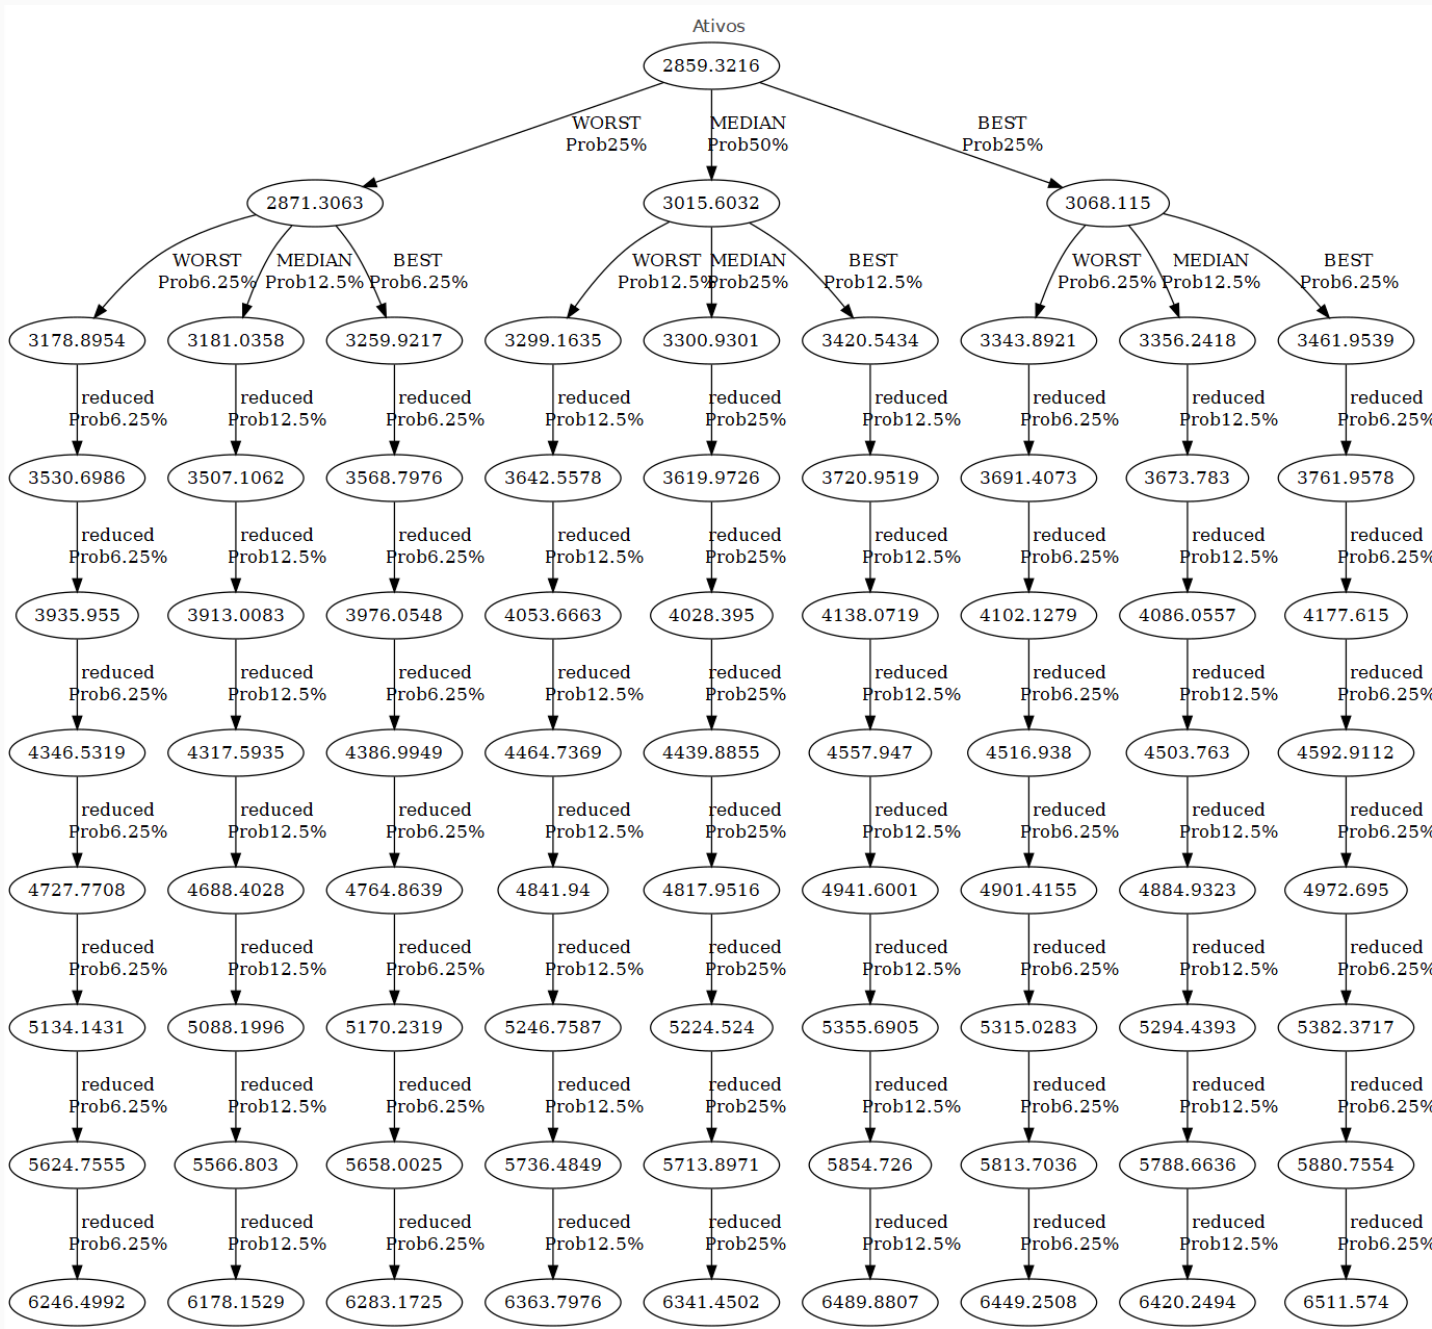 Ativos
2859.3216
WORST MEDIAN BEST
Prob25% Prob50% Prob25%
2871.3063 3015.6032 3068.115
WORST MEDIAN BEST WORST MEDIAN BEST WORST MEDIAN BEST
Prob6.25% Prob12.5% Prob6.25% Prob12.5% Prob25% Prob12.5% Prob6.25% Prob12.5% Prob6.25%
3178.8954 3181.0358 3259.9217 3299.1635 3300.9301 3420.5434 3343.8921 3356.2418 3461.9539
reduced reduced reduced reduced reduced reduced reduced reduced reduced
Prob6.25% Prob12.5% Prob6.25% Prob12.5% Prob25% Prob12.5% Prob6.25% Prob12.5% Prob6.25%
3530.6986 3507.1062 3568.7976 3642.5578 3619.9726 3720.9519 3691.4073 3673.783 3761.9578
reduced reduced reduced reduced reduced reduced reduced reduced reduced
Prob6.25% Prob12.5% Prob6.25% Prob12.5% Prob25% Prob12.5% Prob6.25% Prob12.5% Prob6.25%
3935.955 3913.0083 3976.0548 4053.6663 4028.395 4138.0719 4102.1279 4086.0557 4177.615
reduced reduced reduced reduced reduced reduced reduced reduced reduced
Prob6.25% Prob12.5% Prob6.25% Prob12.5% Prob25% Prob12.5% Prob6.25% Prob12.5% Prob6.25%
4346.5319 4317.5935 4386.9949 4464.7369 4439.8855 4557.947 4516.938 4503.763 4592.9112
reduced reduced reduced reduced reduced reduced reduced reduced reduced
Prob6.25% Prob12.5% Prob6.25% Prob12.5% Prob25% Prob12.5% Prob6.25% Prob12.5% Prob6.25%
4727.7708 4688.4028 4764.8639 4841.94 4817.9516 4941.6001 4901.4155 4884.9323 4972.695
reduced reduced reduced reduced reduced reduced reduced reduced reduced
Prob6.25% Prob12.5% Prob6.25% Prob12.5% Prob25% Prob12.5% Prob6.25% Prob12.5% Prob6.25%
5134.1431 5088.1996 5170.2319 5246.7587 5224.524 5355.6905 5315.0283 5294.4393 5382.3717
reduced reduced reduced reduced reduced reduced reduced reduced reduced
Prob6.25% Prob12.5% Prob6.25% Prob12.5% Prob25% Prob12.5% Prob6.25% Prob12.5% Prob6.25%
5624.7555 5566.803 5658.0025 5736.4849 5713.8971 5854.726 5813.7036 5788.6636 5880.7554
reduced reduced reduced reduced reduced reduced reduced reduced reduced
Prob6.25% Prob12.5% Prob6.25% Prob12.5% Prob25% Prob12.5% Prob6.25% Prob12.5% Prob6.25%
6246.4992 6178.1529 6283.1725 6363.7976 6341.4502 6489.8807 6449.2508 6420.2494 6511.574